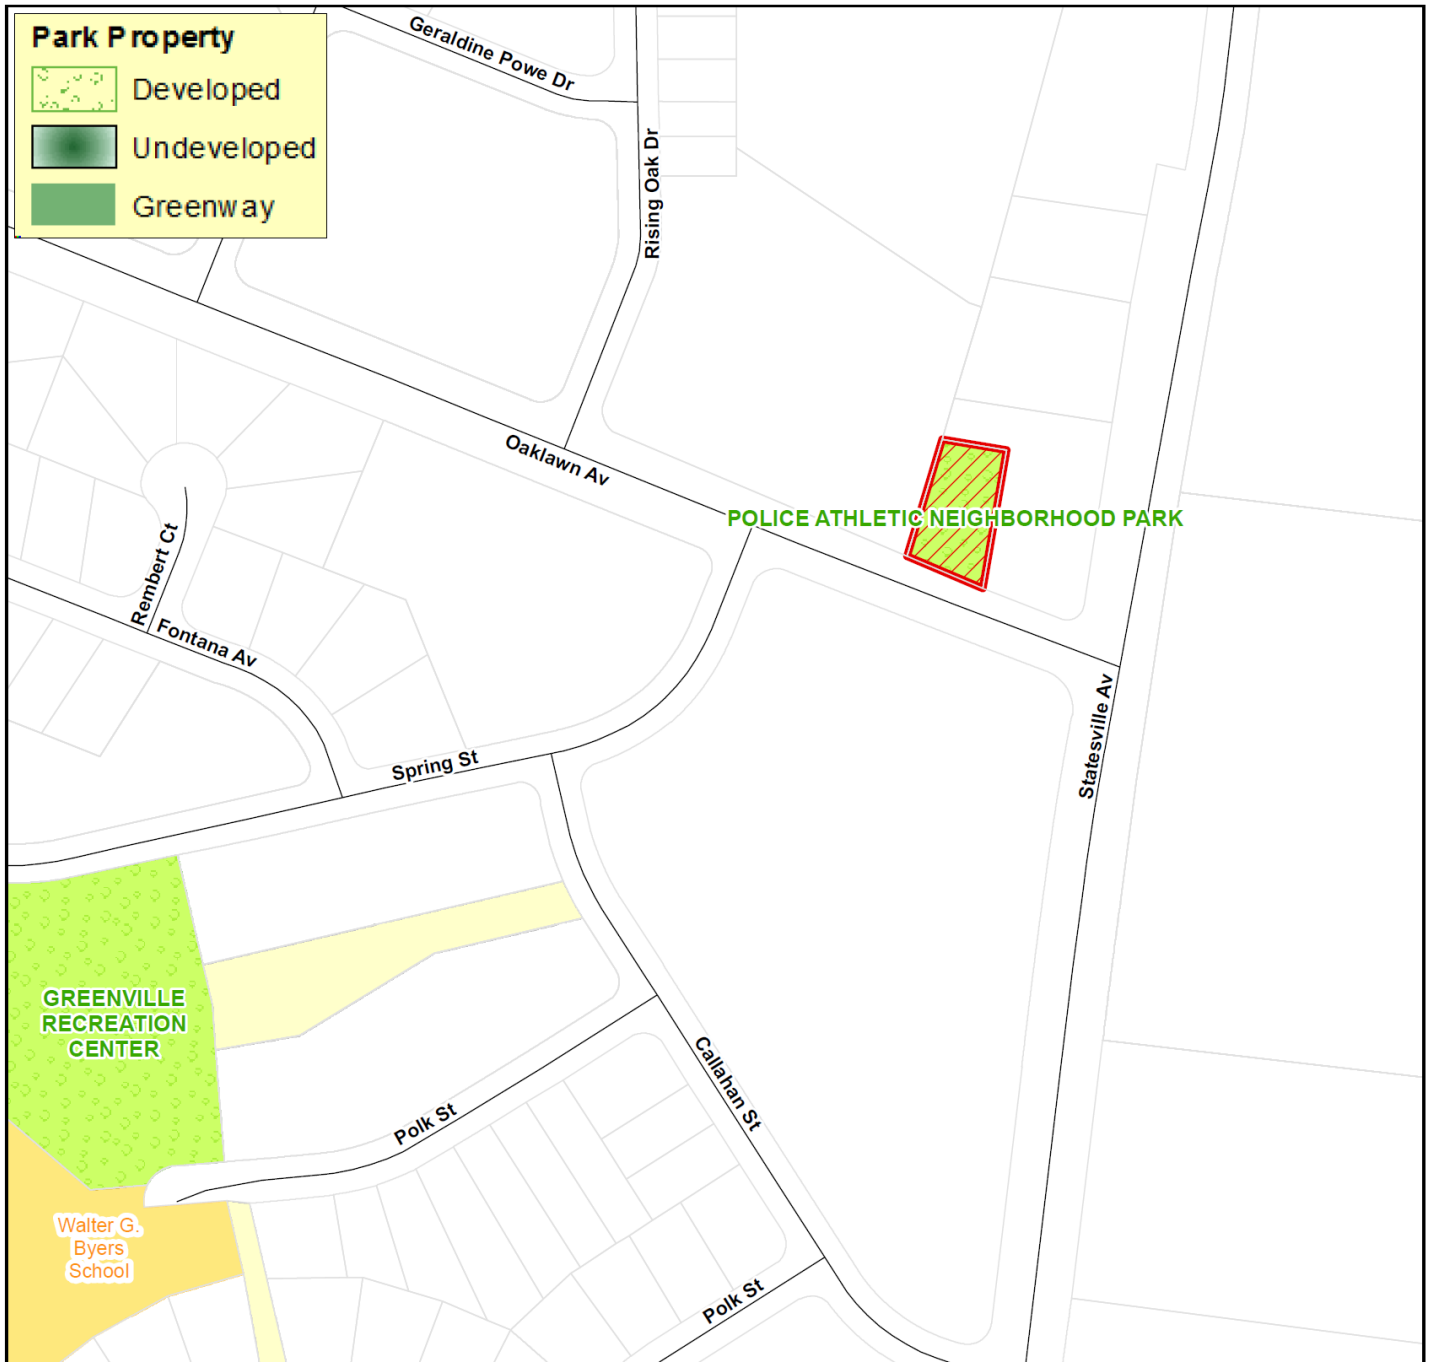 Park Property
Developed
Undeveloped
Greenway
Geraldine Powe Dr
Rising Oak Dr
Oaklawn Av
POLICE ATHLETIC NEIGHBORHOOD PARK
Rembert Ct
Fontana Av
Statesville Av
Spring St
GREENVILLE
RECREATION
CENTER
Callahan St
Polk St
Walter G.
Byers
School
Polk St